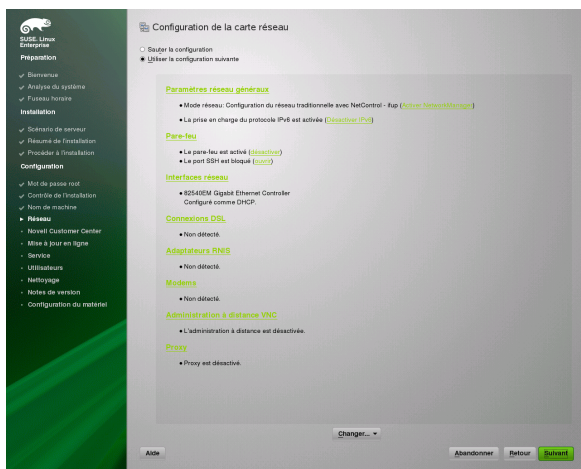 SUSE. Linux
Enterprise
Préparation
Bienvenue
Analyse du système
Fuseau horaire
Installation
Scénario de serveur
Résumé de l'installation
Procéder à l'installation
Configuration
Mot de passe root
Contrôle de l'installation
Nom de machine
Réseau
Novell Customer Center
Mise à jour en ligne
Service
Utilisateurs
Nettoyage
Notes de version
Configuration du matériel
Configuration de la carte réseau
Sauter la configuration
Utiliser la configuration suivante
Paramètres réseau généraux
Mode réseau: Configuration du réseau traditionnelle avec NetControl - ifup (Activer NetworkManager)
La prise en charge du protocole IPv6 est activée (Désactiver IPv6)
Pare-feu
Le pare-feu est activé (désactiver)
Le port SSH est bloqué (ouvrir)
Interfaces réseau
82540EM Gigabit Ethernet Controller
Configuré comme DHCP.
Connexions DSL
Non détecté.
Adaptateurs RNIS
Non détecté.
Modems
Non détecté.
Administration à distance VNC
L'administration à distance est désactivée.
Proxy
Proxy est désactivé.
Changer...
Aide
Abandonner
Retour
Suivant